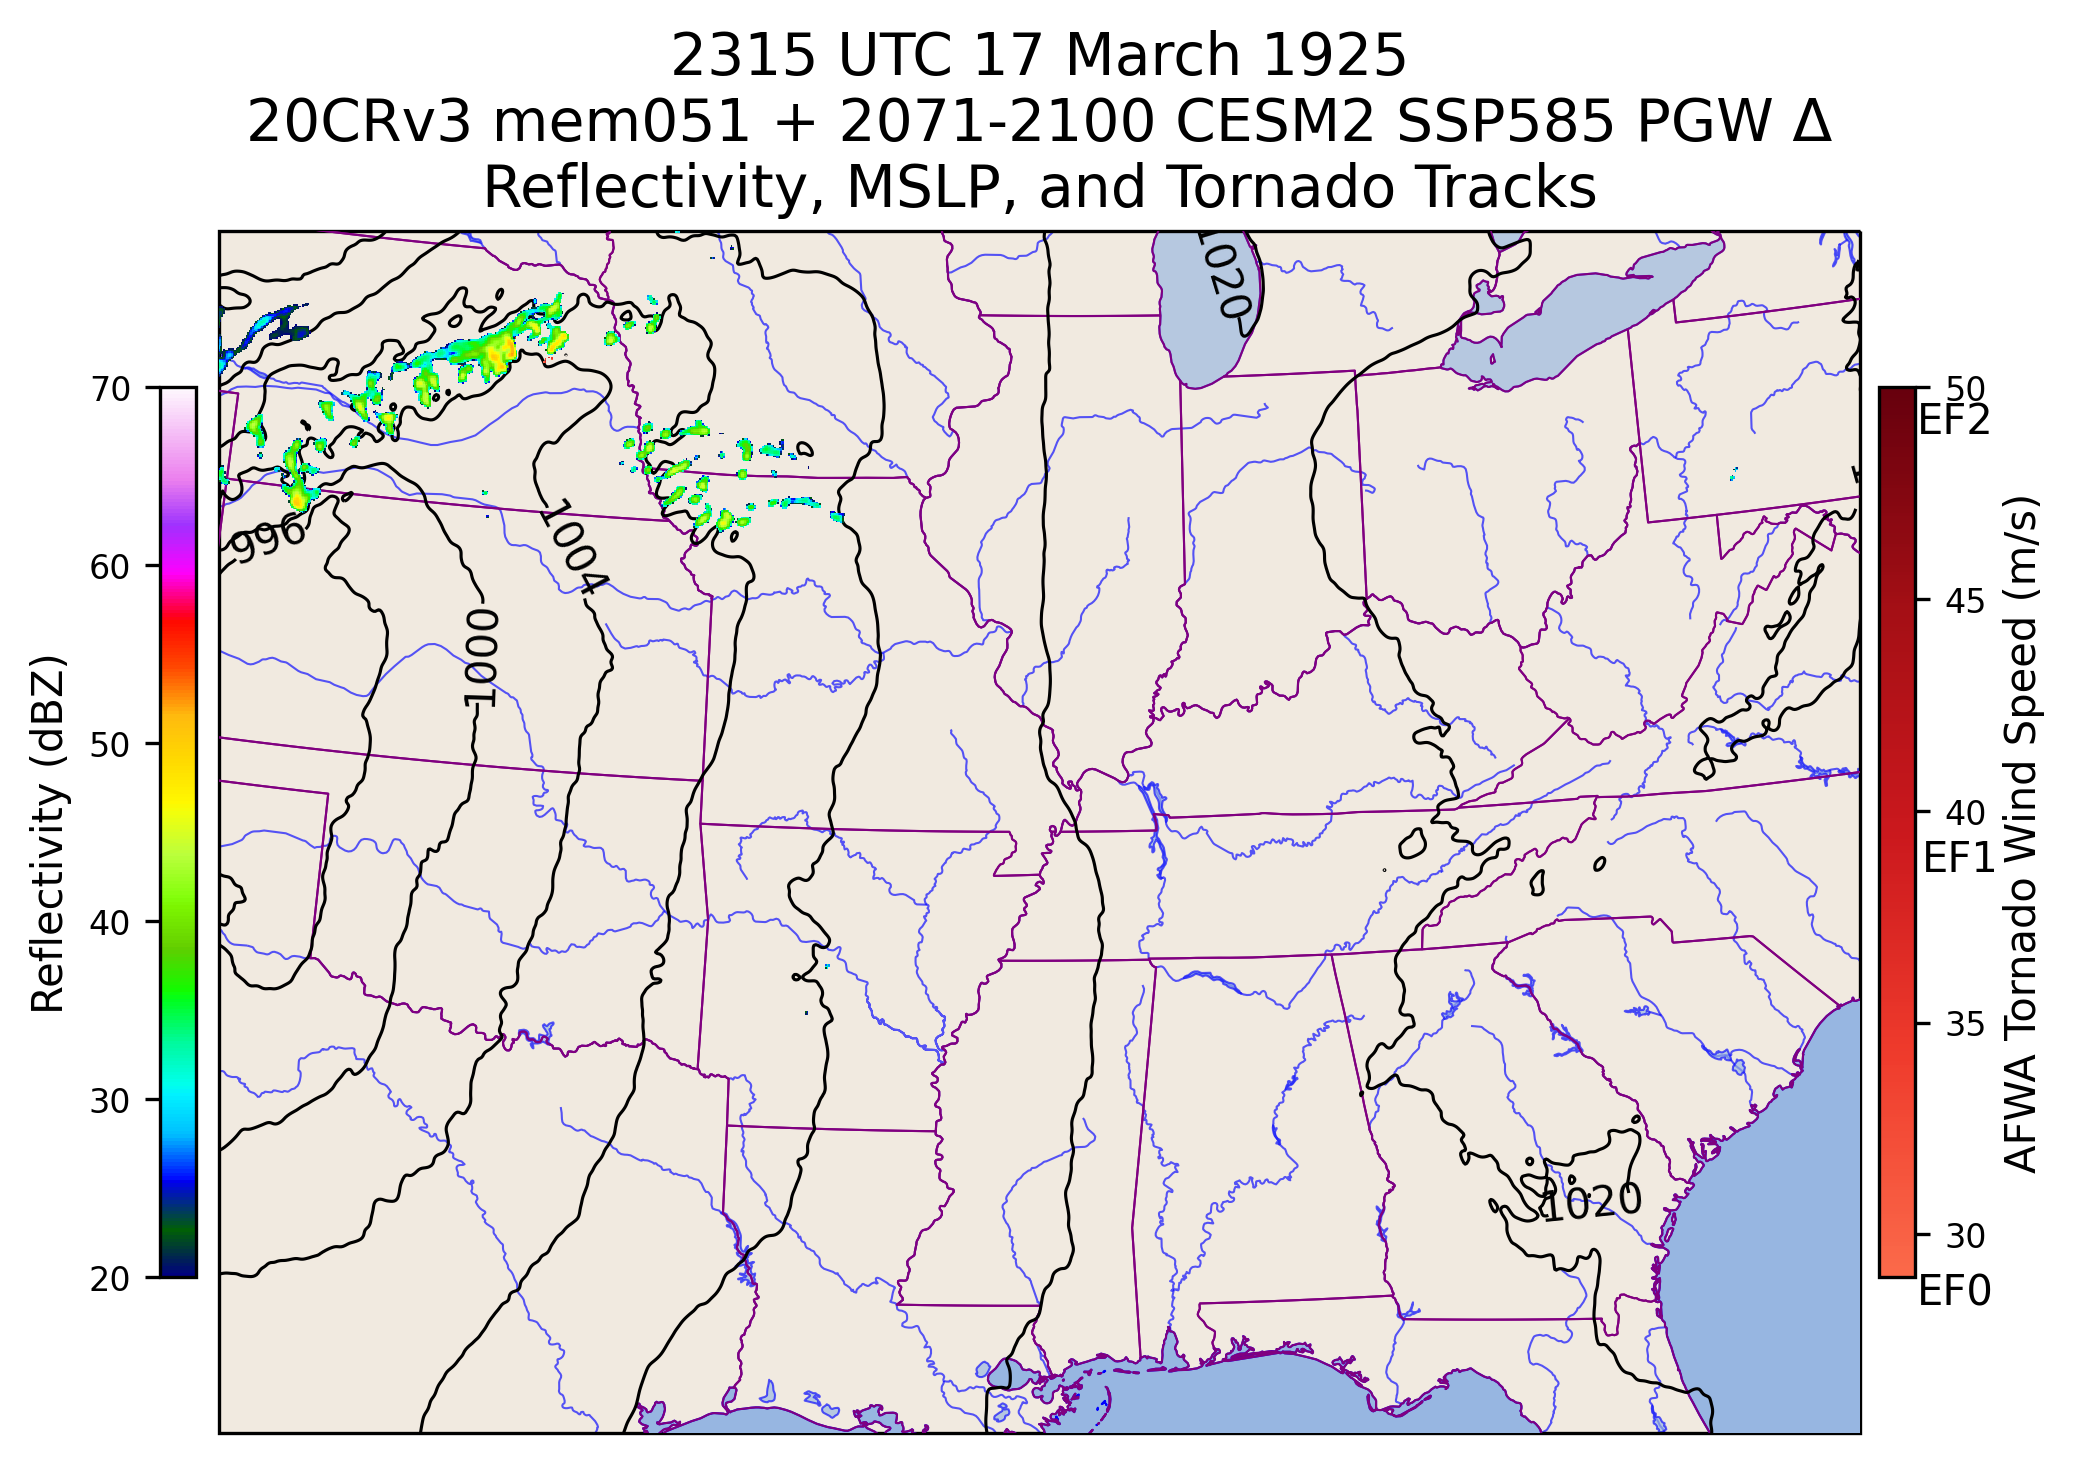 2315 UTC 17 March 1925
20CRv3 mem051 + 2071-2100 CESM2 SSP585 PGW Δ
Reflectivity, MSLP, and Tornado Tracks
1020
996
1004
1000
1020
Reflectivity (dBZ)
70
60
50
40
30
20
50
EF2
45
40
EF1
35
30
EF0
AFWA Tornado Wind Speed (m/s)